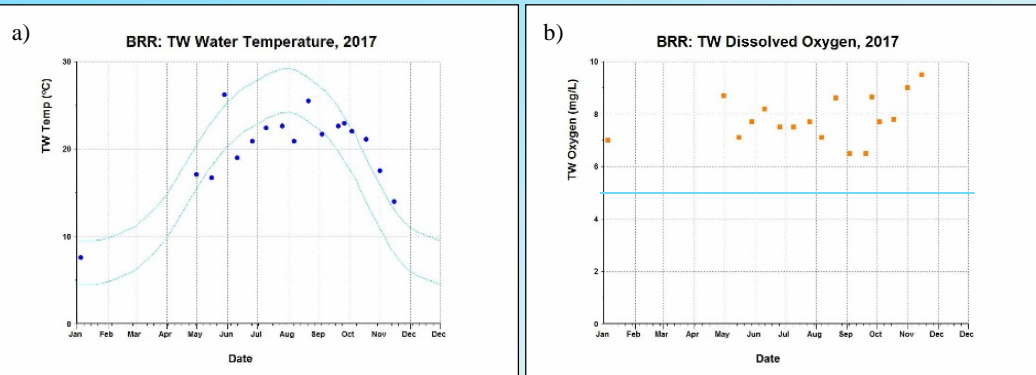 a)
BRR: TW Water Temperature, 2017
TW Temp (ºC)
30
20
10
0
Jan Feb Mar Apr May Jun Jul Aug Sep Oct Nov Dec Dec
Date
b)
BRR: TW Dissolved Oxygen, 2017
TW Oxygen (mg/L)
10
8
6
4
2
0
Jan Feb Mar Apr May Jun Jul Aug Sep Oct Nov Dec Dec
Date